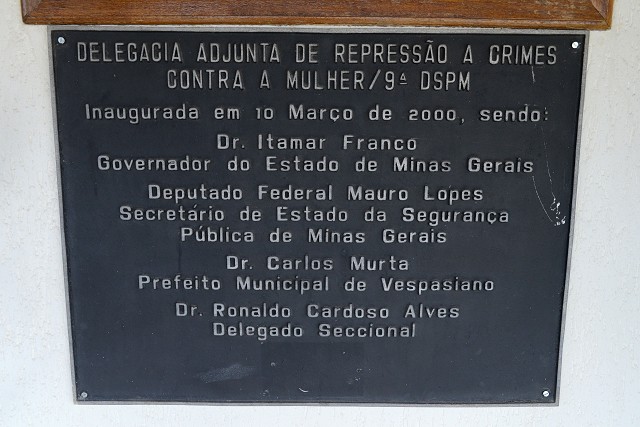 DELEGACIA ADJUNTA DE REPRESSÃO A CRIMES
CONTRA A MULHER/9ª DSPM
Inaugurada em 10 Março de 2000, sendo:
Dr. Itamar Franco
Governador do Estado de Minas Gerais
Deputado Federal Mauro Lopes
Secretário de Estado da Segurança
Pública de Minas Gerais
Dr. Carlos Murta
Prefeito Municipal de Vespasiano
Dr. Ronaldo Cardoso Alves
Delegado Seccional